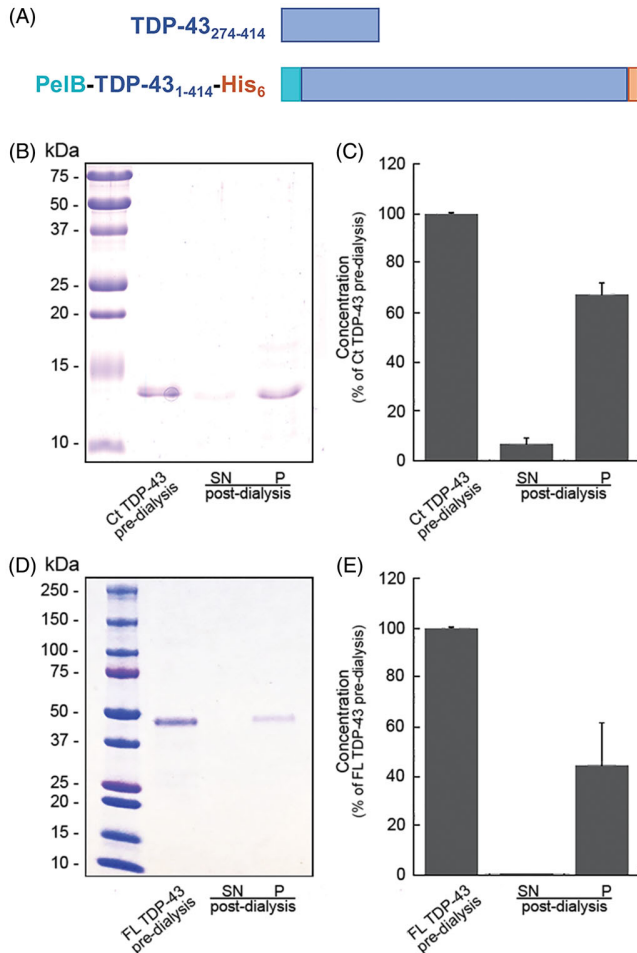 (A)
TDP-43274-414
PelB-TDP-431-414-His6
(B)
kDa
75 -
50 -
37 -
25 -
20 -
15 -
10 -
Ct TDP-43
pre-dialysis
SN P
post-dialysis
(C)
Concentration
(% of Ct TDP-43 pre-dialysis)
120
100
80
60
40
20
0
Ct TDP-43
pre-dialysis
SN P
post-dialysis
(D)
kDa
250 -
150 -
100 -
75 -
50 -
37 -
25 -
20 -
15 -
10 -
FL TDP-43
pre-dialysis
SN P
post-dialysis
(E)
Concentration
(% of FL TDP-43 pre-dialysis)
120
100
80
60
40
20
0
FL TDP-43
pre-dialysis
SN P
post-dialysis